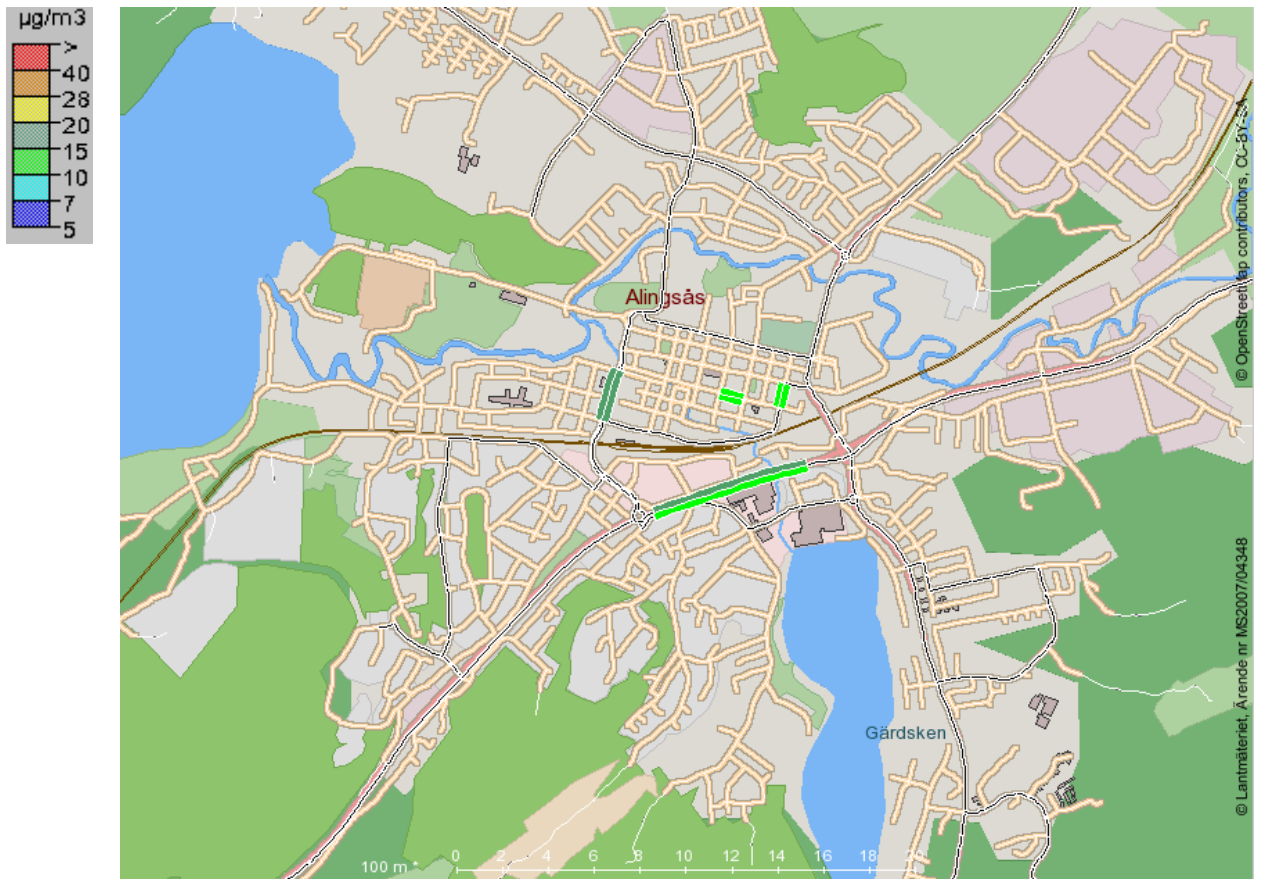 µg/m3
>
40
28
20
15
10
7
5
Alingsås
Gärdsken
100 m *
0 2 4 6 8 10 12 14 16 18 20
© OpenStreetMap contributors, CC-BY-SA
© Lantmäteriet, Ärende nr MS2007/04348